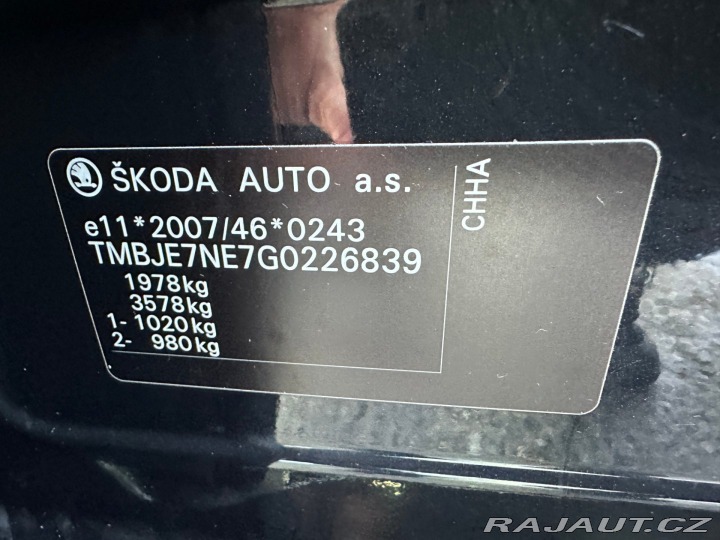 ŠKODA AUTO a.s.
e11*2007/46*0243
TMBJE7NE7G0226839
1978kg
3578kg
1- 1020kg
2- 980kg
CHHA
RAJAUT.CZ